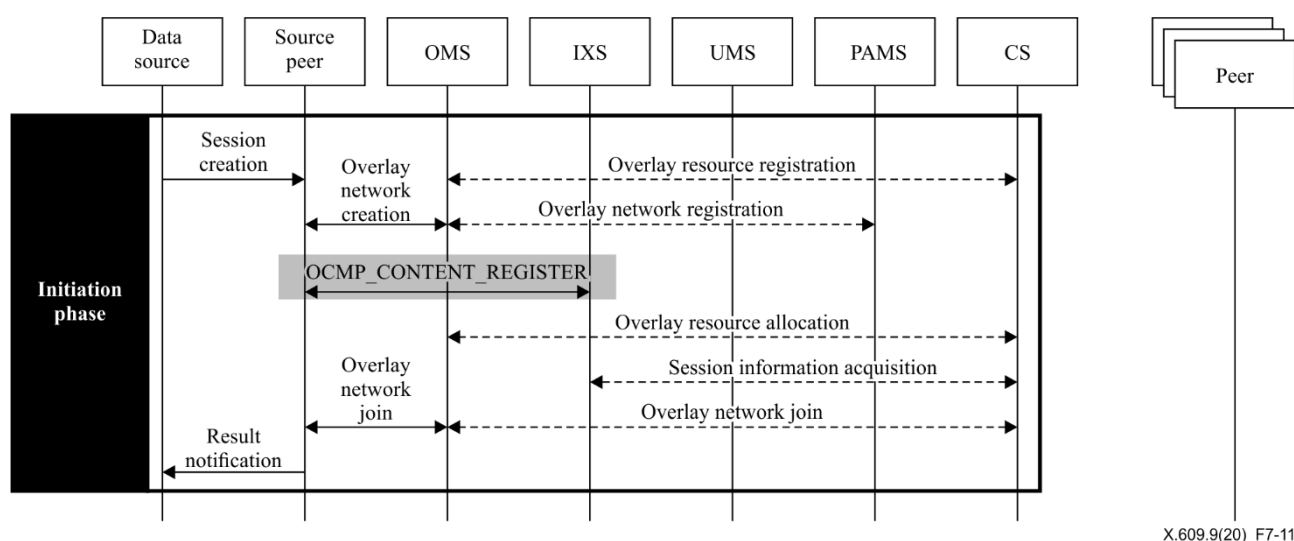 Data
source
Source
peer
OMS
IXS
UMS
PAMS
CS
Peer
Session
creation
Overlay
network
creation
Overlay resource registration
Overlay network registration
OCMP_CONTENT_REGISTER
Initiation
phase
Overlay resource allocation
Overlay
network
join
Session information acquisition
Overlay network join
Result
notification
X.609.9(20)_F7-11